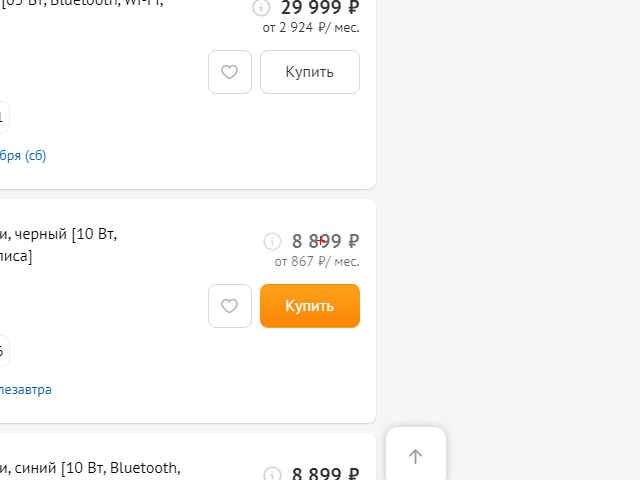 [65 Вт, Bluetooth, Wi-Fi,
29 999 ₽
от 2 924 ₽/ мес.
Купить
1
бря (сб)
и, черный [10 Вт,
лиса]
8 899 ₽
от 867 ₽/ мес.
Купить
6
лезавтра
и, синий [10 Вт, Bluetooth,
8 899 ₽